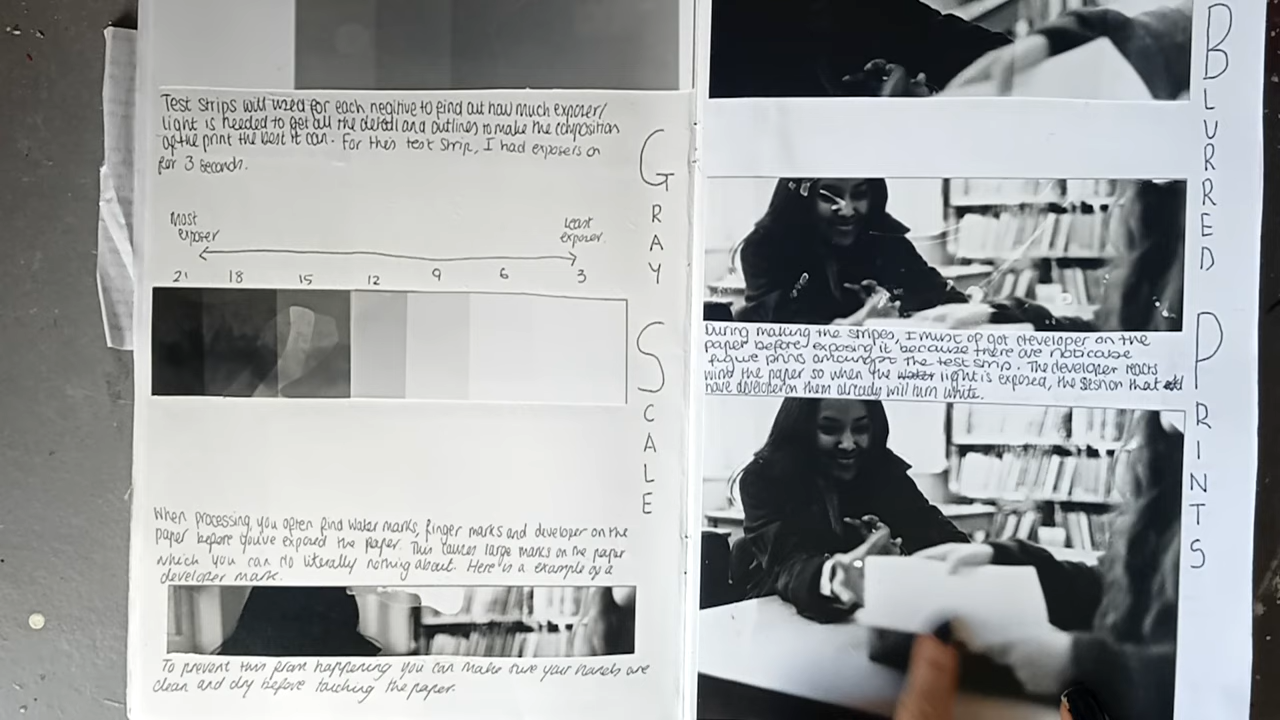 Test strips will used for each negitive to find out how much exposer/
light is needed to get all the detail and outlines to make the composition
of the print the best it can. For this test strip, I had exposers on
for 3 seconds.
GRAY SCALE
Most
exposer
Least
exposer
21 18 15 12 9 6 3
When processing you often find water marks, finger marks and developer on the
paper before you've exposed the paper. This causes large marks on the paper
which you can do literally nothing about. Here is a example of a
developer mark.
To prevent this from happening you can make sure your hands are
clean and dry before touching the paper.
BLURRED PRINTS
During making the stripes, I must of got developer on the
paper before exposing it because there are noticable
figure prints amoungst the test strip. The developer reacts
wind the paper so when the light is exposed, the that
have developer on them already will turn white.